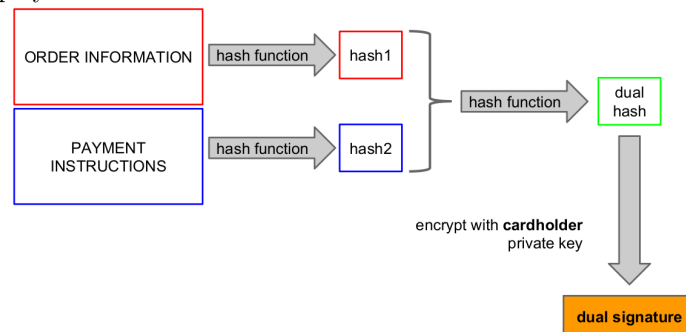 ORDER INFORMATION
hash function
hash1
PAYMENT
INSTRUCTIONS
hash function
hash2
hash function
dual
hash
encrypt with cardholder
private key
dual signature